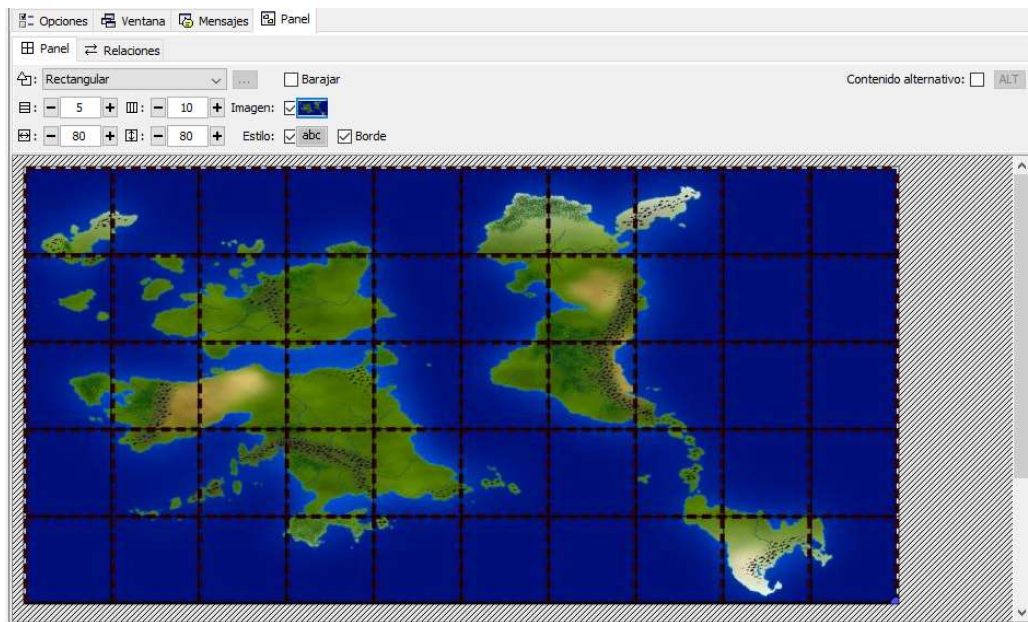 Opciones Ventana Mensajes Panel
Panel Relaciones
: Rectangular ... Barajar Contenido alternativo: ALT
: − 5 + : − 10 + Imagen:
: − 80 + : − 80 + Estilo: abc Borde